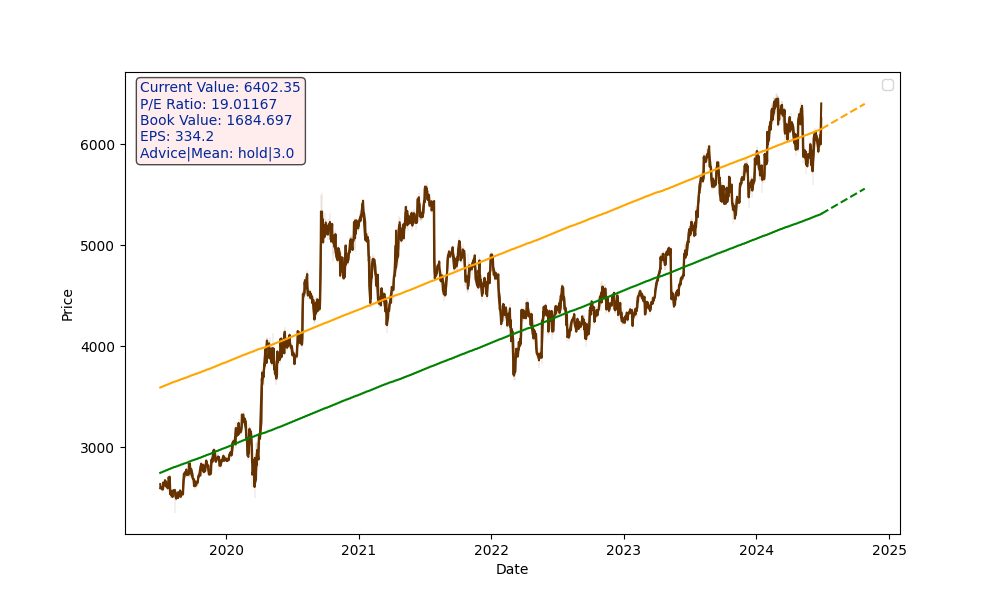 Current Value: 6402.35
P/E Ratio: 19.01167
Book Value: 1684.697
EPS: 334.2
Advice|Mean: hold|3.0
Price
6000
5000
4000
3000
2020
2021
2022
2023
2024
2025
Date